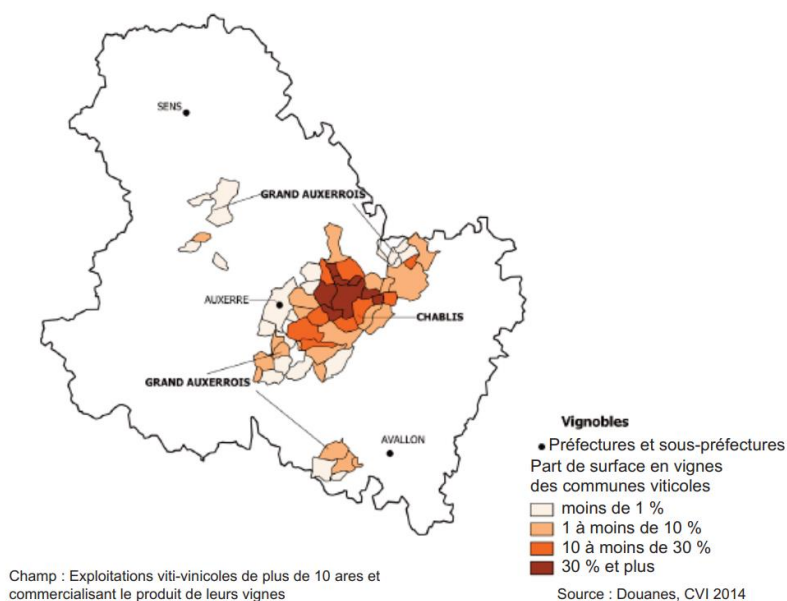 SENS
GRAND AUXERROIS
AUXERRE
CHABLIS
GRAND AUXERROIS
AVALLON
Vignobles
Préfectures et sous-préfectures
Part de surface en vignes
des communes viticoles
moins de 1 %
1 à moins de 10 %
10 à moins de 30 %
30 % et plus
Champ : Exploitations viti-vinicoles de plus de 10 ares et
commercialisant le produit de leurs vignes
Source : Douanes, CVI 2014